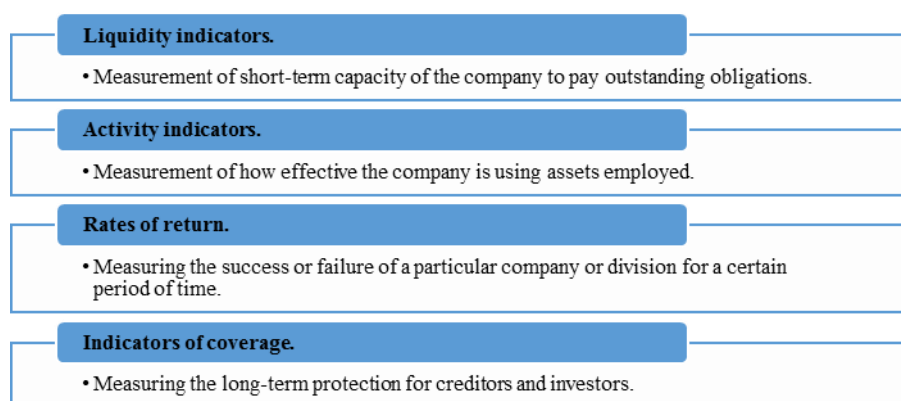 Liquidity indicators.
• Measurement of short-term capacity of the company to pay outstanding obligations.
Activity indicators.
• Measurement of how effective the company is using assets employed.
Rates of return.
• Measuring the success or failure of a particular company or division for a certain
period of time.
Indicators of coverage.
• Measuring the long-term protection for creditors and investors.